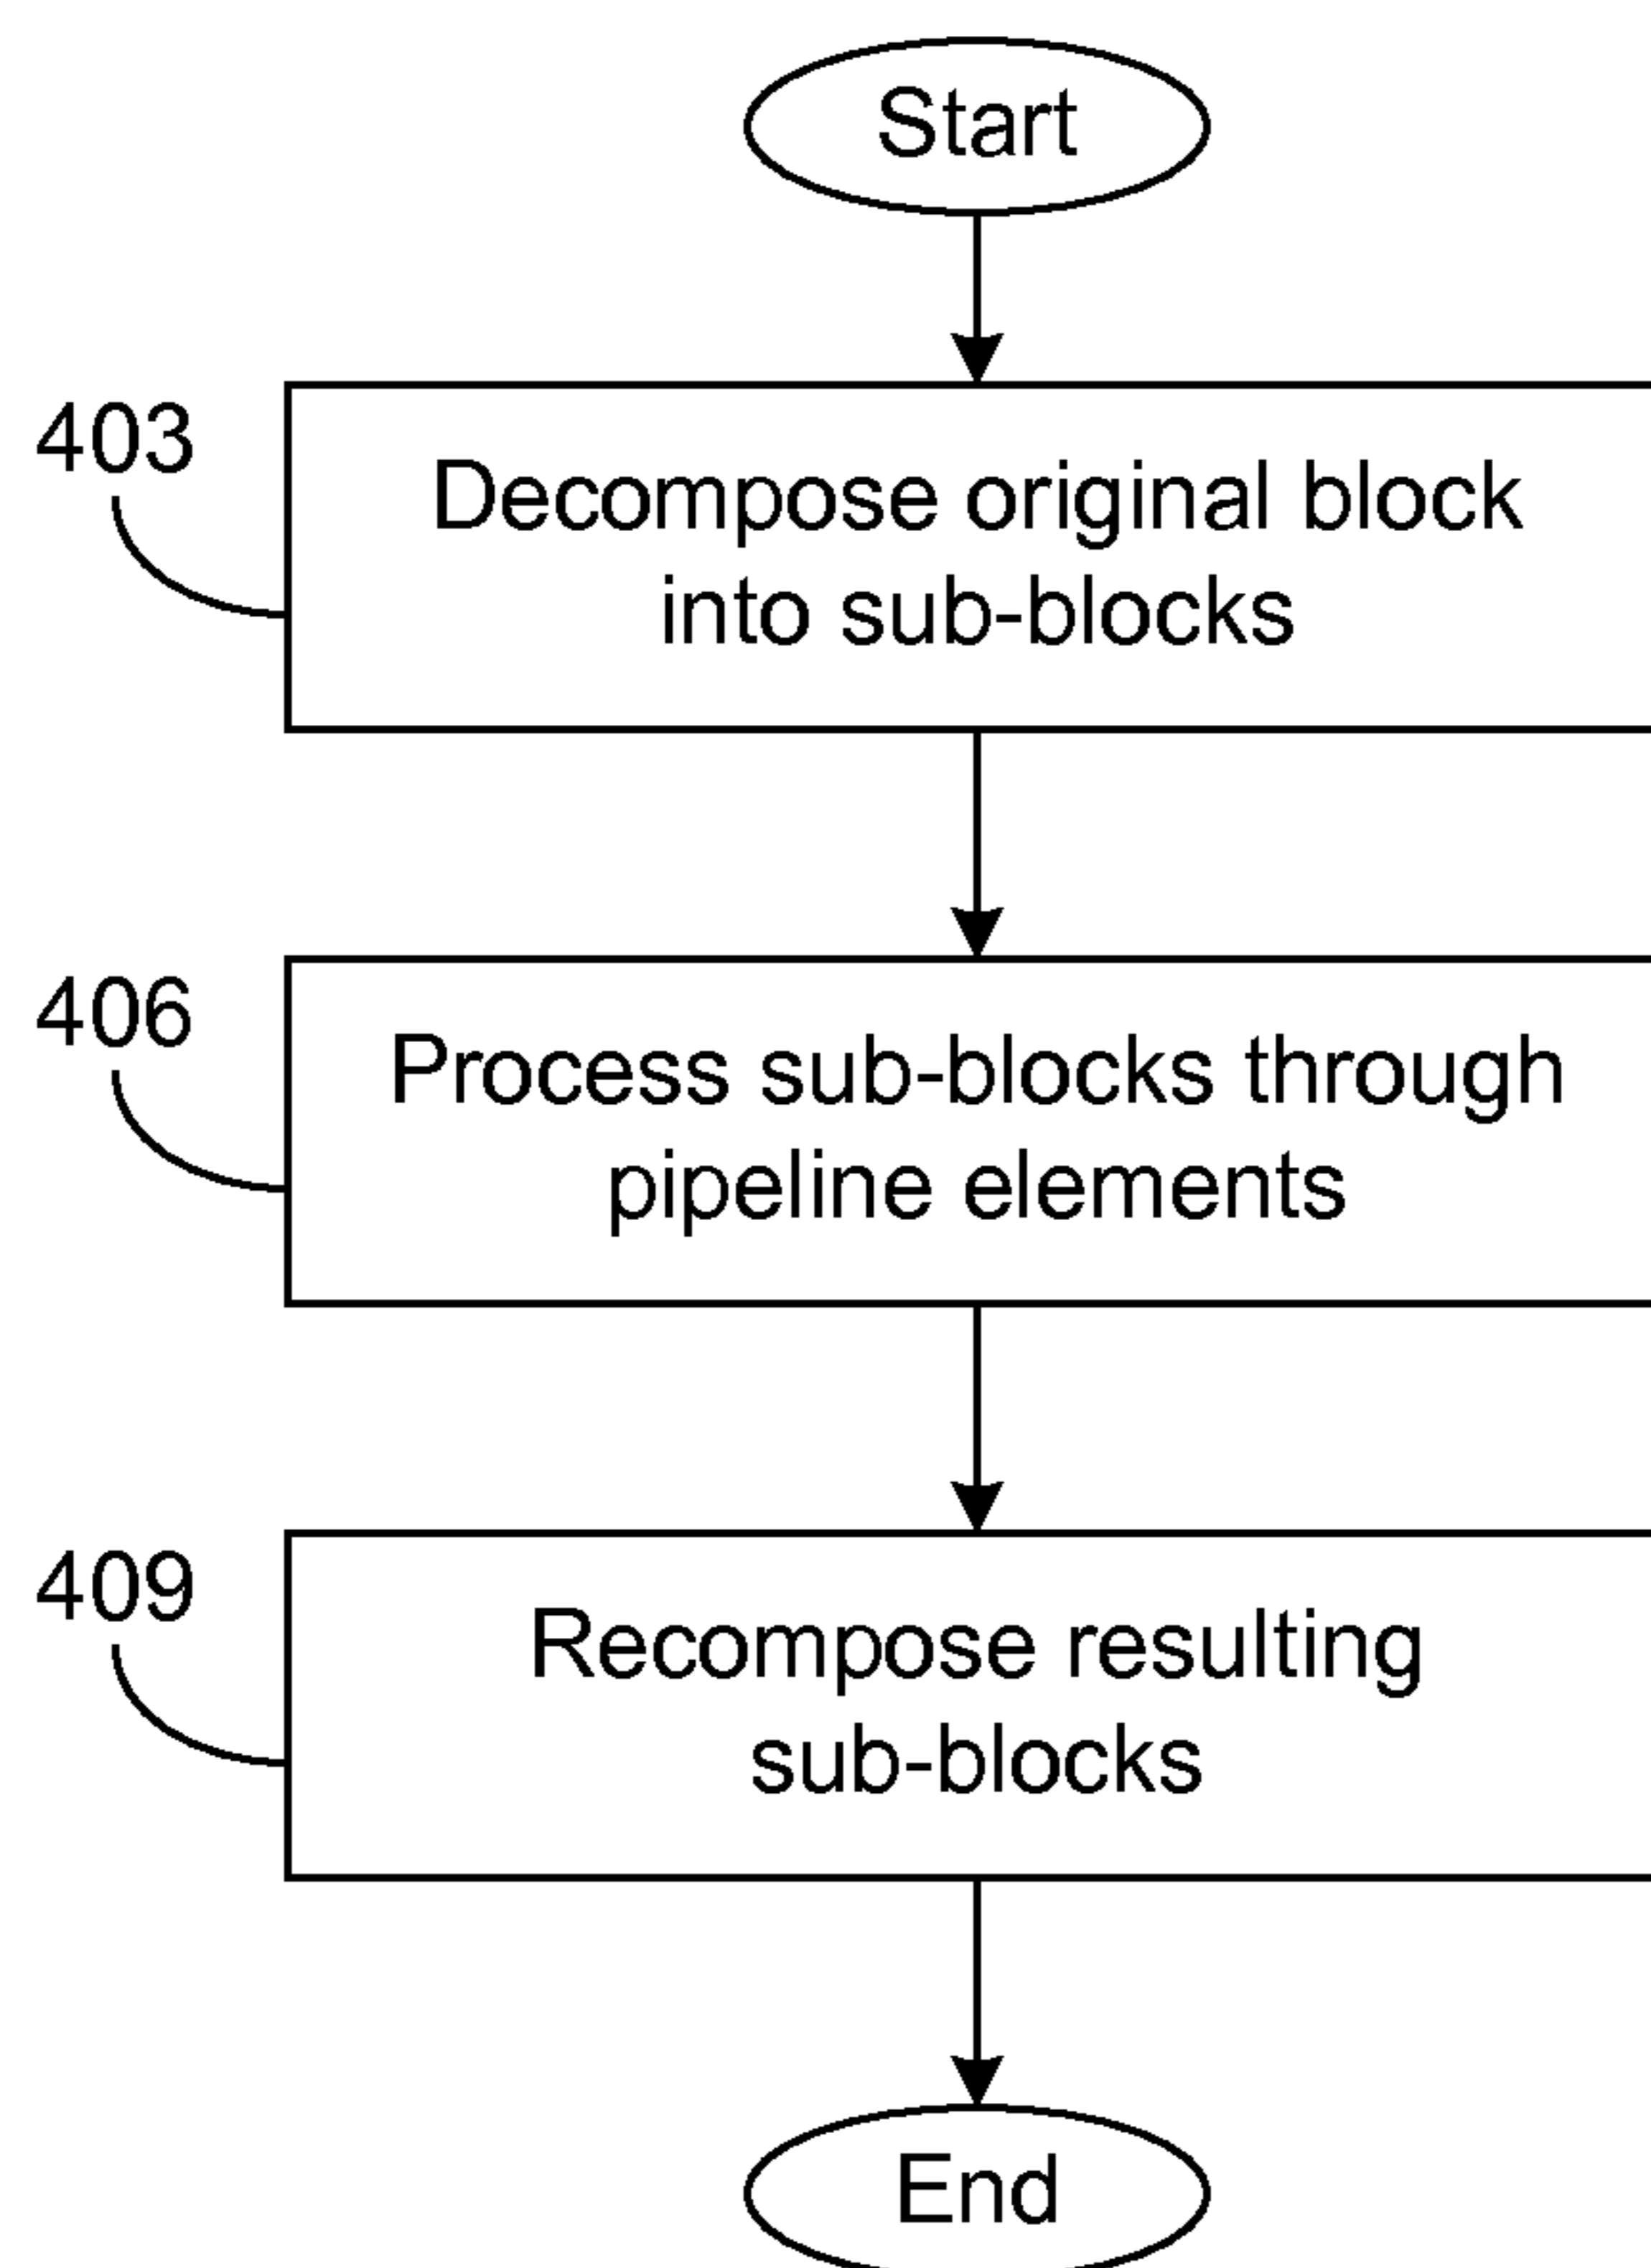 Start
403
Decompose original block
into sub-blocks
406
Process sub-blocks through
pipeline elements
409
Recompose resulting
sub-blocks
End